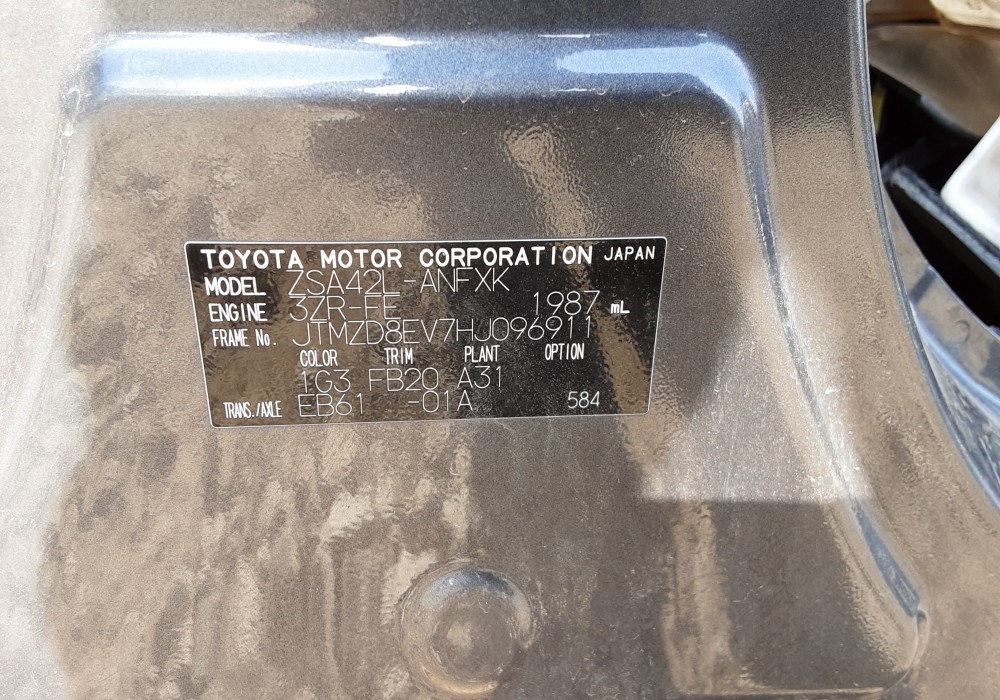 TOYOTA MOTOR CORPORATION JAPAN
MODEL ZSA42L-ANFXK
ENGINE 3ZR-FE 1987 mL
FRAME No. JTMZD8EV7HJ096911
COLOR TRIM PLANT OPTION
1G3 FB20 A31
TRANS./AXLE EB61 -01A 584